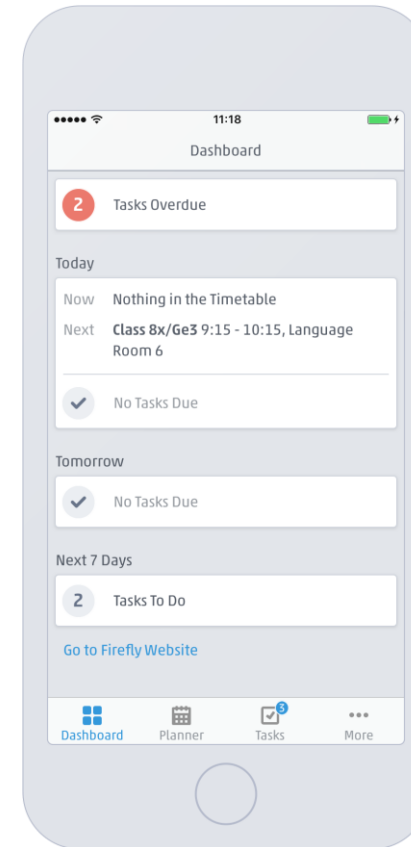 11:18
Dashboard
2 Tasks Overdue
Today
Now Nothing in the Timetable
Next Class 8x/Ge3 9:15 - 10:15, Language
Room 6
No Tasks Due
Tomorrow
No Tasks Due
Next 7 Days
2 Tasks To Do
Go to Firefly Website
3
Dashboard Planner Tasks More